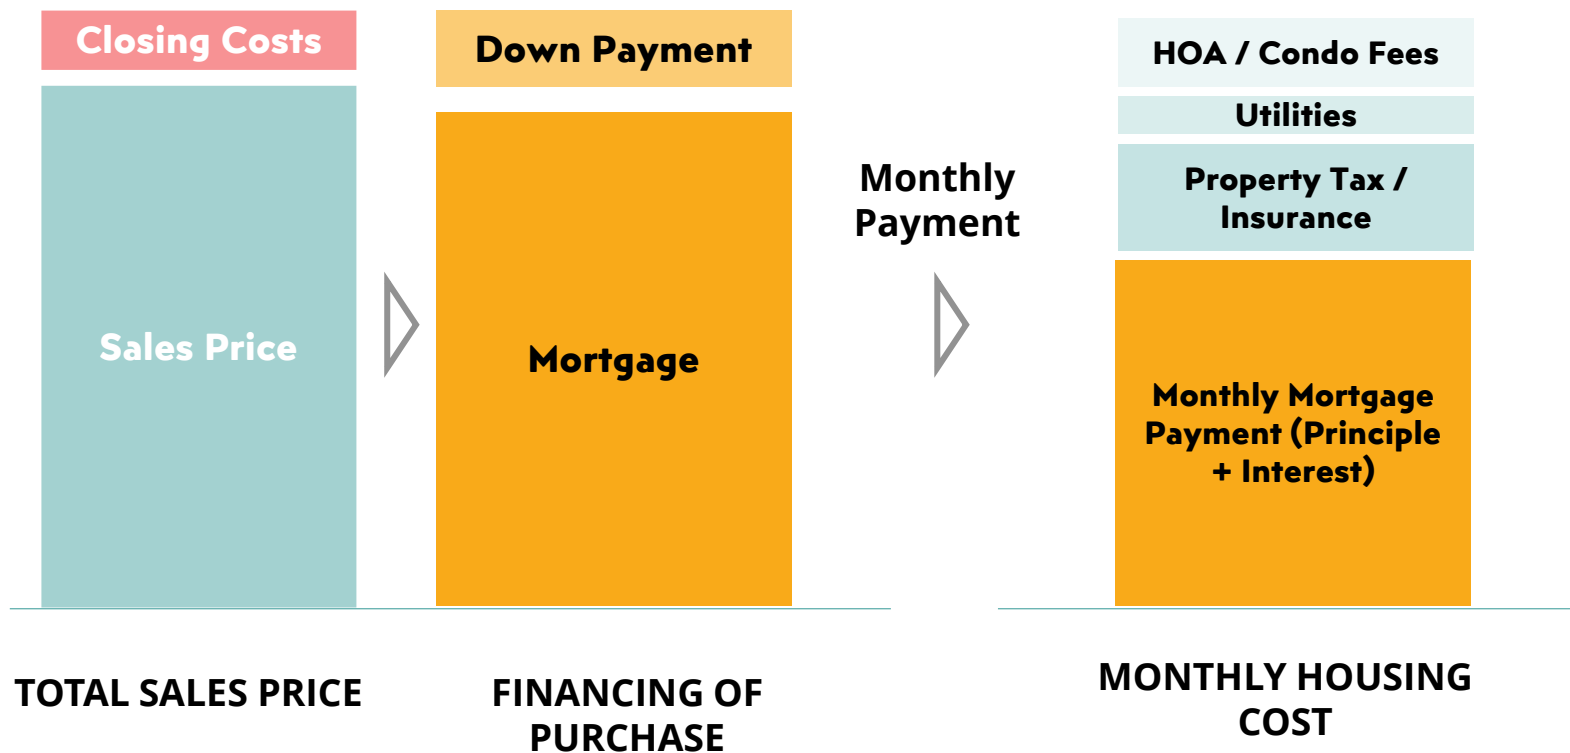 Closing Costs
Sales Price
TOTAL SALES PRICE
Down Payment
Mortgage
FINANCING OF
PURCHASE
Monthly
Payment
HOA / Condo Fees
Utilities
Property Tax /
Insurance
Monthly Mortgage
Payment (Principle
+ Interest)
MONTHLY HOUSING
COST